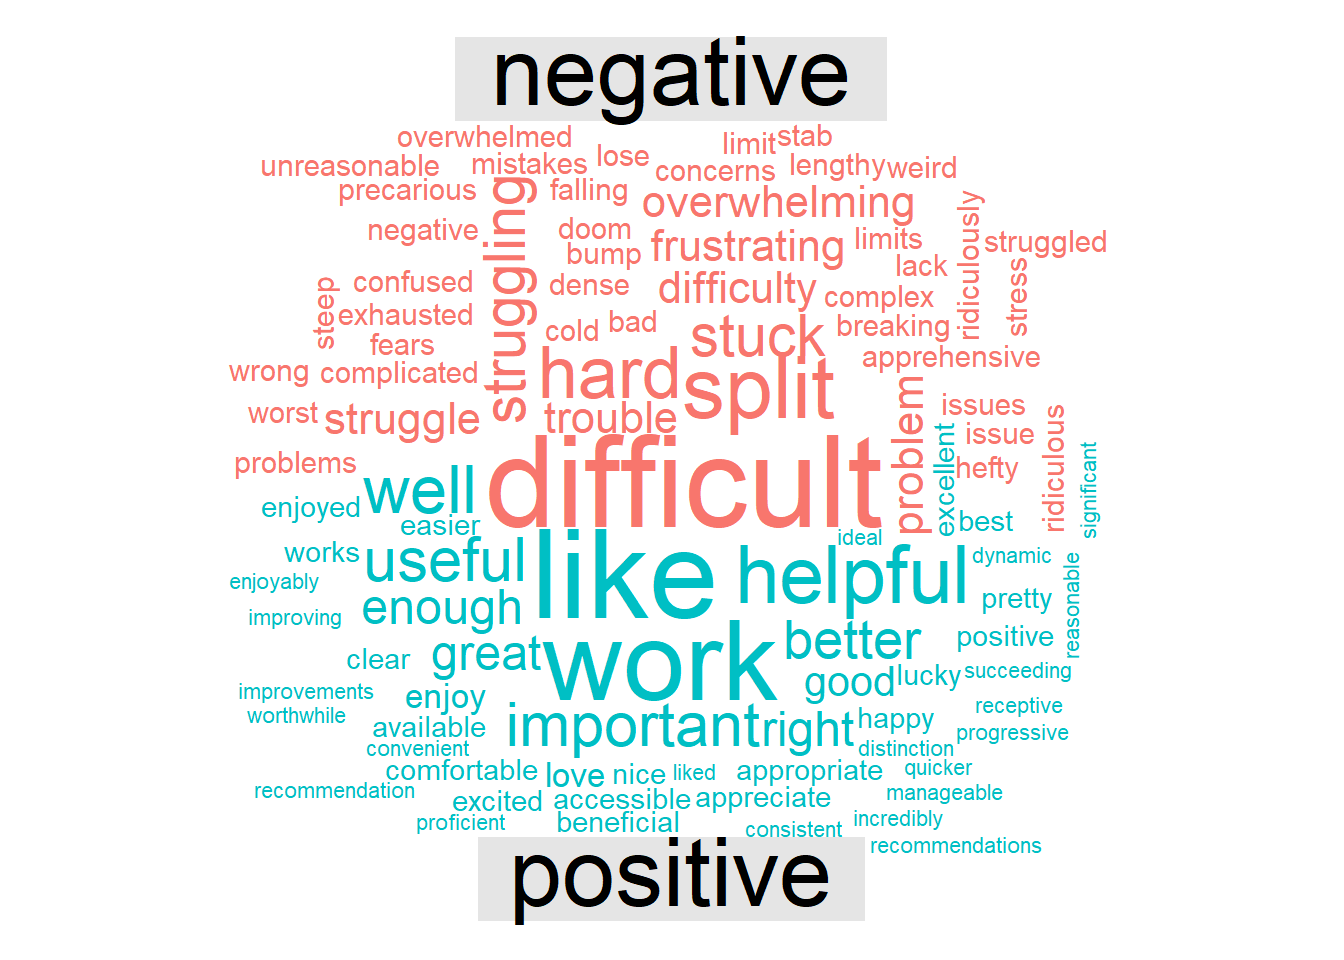 negative
overwhelmed
limit
stab
unreasonable
mistakes
lose
concerns
lengthy
weird
precarious
struggling
falling
overwhelming
ridiculously
negative
doom
frustrating
limits
struggled
bump
lack
steep
confused
dense
difficulty
complex
stress
exhausted
cold
bad
stuck
breaking
fears
apprehensive
wrong
complicated
hard
split
worst
struggle
trouble
problem
issues
issue
ridiculous
problems
difficult
excellent
hefty
significant
well
enjoyed
easier
best
ideal
works
useful
like
helpful
dynamic
enjoyably
reasonable
improving
enough
pretty
clear
great
work
better
positive
improvements
enjoy
good
lucky
succeeding
worthwhile
available
important
right
happy
receptive
progressive
convenient
distinction
comfortable
love
nice
liked
appropriate
quicker
recommendation
excited
accessible
appreciate
manageable
proficient
beneficial
consistent
incredibly
recommendations
positive